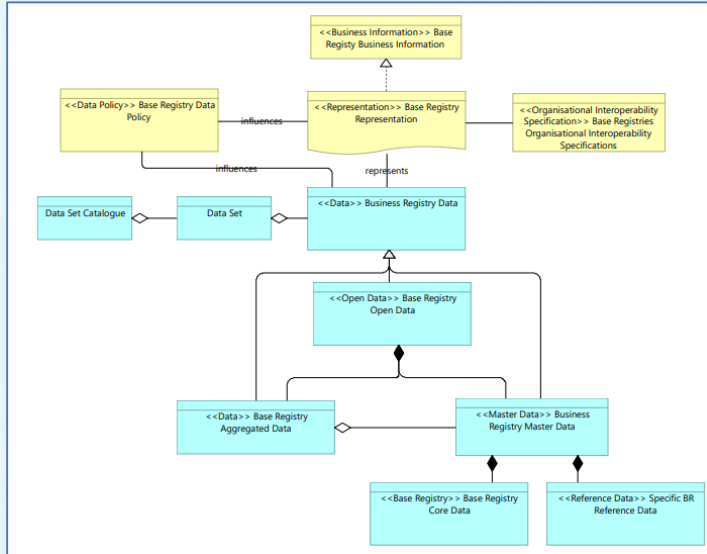 <<Business Information>> Base
Registy Business Information
<<Data Policy>> Base Registry Data
Policy
influences
<<Representation>> Base Registry
Representation
<<Organisational Interoperability
Specification>> Base Registries
Organisational Interoperability
Specifications
influences
represents
Data Set Catalogue
Data Set
<<Data>> Business Registry Data
<<Open Data>> Base Registry
Open Data
<<Data>> Base Registry
Aggregated Data
<<Master Data>> Business
Registry Master Data
<<Base Registry>> Base Registry
Core Data
<<Reference Data>> Specific BR
Reference Data